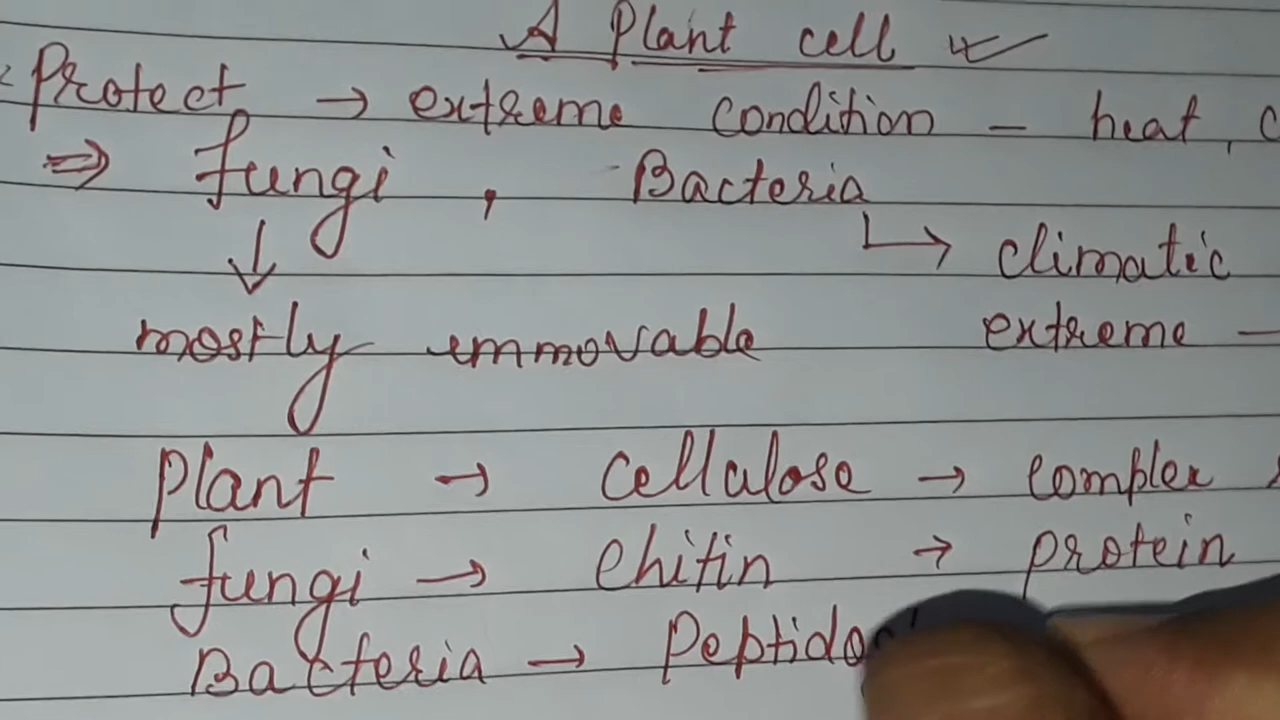 A Plant cell
Protect → extreme condition – heat,
⇒ fungi , Bacteria
↓ ↳ climatic
mostly immovable extreme –
Plant → cellulose → complex
fungi → chitin → protein
Bacteria → Peptido